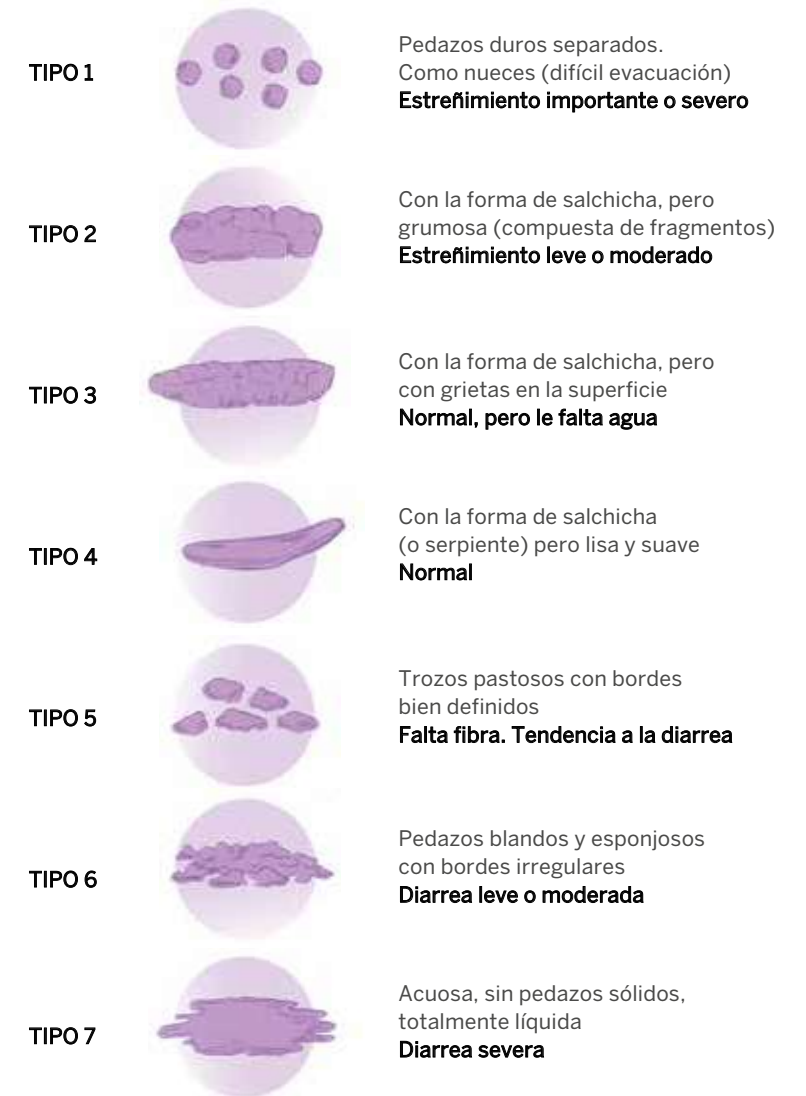 TIPO 1
Pedazos duros separados.
Como nueces (difícil evacuación)
Estreñimiento importante o severo
TIPO 2
Con la forma de salchicha, pero
grumosa (compuesta de fragmentos)
Estreñimiento leve o moderado
TIPO 3
Con la forma de salchicha, pero
con grietas en la superficie
Normal, pero le falta agua
TIPO 4
Con la forma de salchicha
(o serpiente) pero lisa y suave
Normal
TIPO 5
Trozos pastosos con bordes
bien definidos
Falta fibra. Tendencia a la diarrea
TIPO 6
Pedazos blandos y esponjosos
con bordes irregulares
Diarrea leve o moderada
TIPO 7
Acuosa, sin pedazos sólidos,
totalmente líquida
Diarrea severa